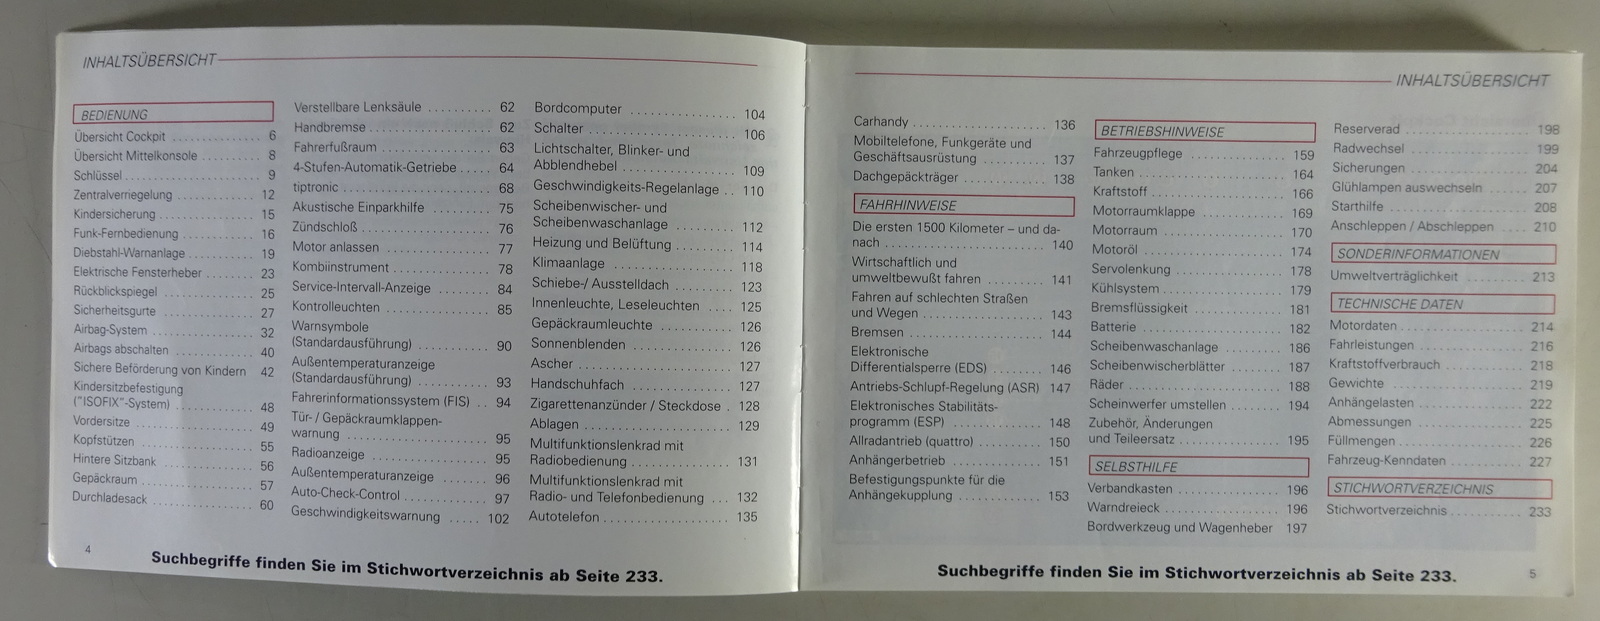 INHALTSÜBERSICHT
BEDIENUNG
Übersicht Cockpit 6
Übersicht Mittelkonsole 8
Schlüssel 9
Zentralverriegelung 12
Kindersicherung 15
Funk-Fernbedienung 16
Diebstahl-Warnanlage 19
Elektrische Fensterheber 23
Rückblickspiegel 25
Sicherheitsgurte 27
Airbag-System 32
Airbags abschalten 40
Sichere Beförderung von Kindern 42
Kindersitzbefestigung
("ISOFIX"-System) 48
Vordersitze 49
Kopfstützen 55
Hintere Sitzbank 56
Gepäckraum 57
Durchladesack 60
Verstellbare Lenksäule 62
Handbremse 62
Fahrerfußraum 63
4-Stufen-Automatik-Getriebe 64
tiptronic 68
Akustische Einparkhilfe 75
Zündschloß 76
Motor anlassen 77
Kombiinstrument 78
Service-Intervall-Anzeige 84
Kontrolleuchten 85
Warnsymbole
(Standardausführung) 90
Außentemperaturanzeige
(Standardausführung) 93
Fahrerinformationssystem (FIS) 94
Tür- / Gepäckraumklappen-
warnung 95
Radioanzeige 95
Außentemperaturanzeige 96
Auto-Check-Control 97
Geschwindigkeitswarnung 102
Bordcomputer 104
Schalter 106
Lichtschalter, Blinker- und
Abblendhebel 109
Geschwindigkeits-Regelanlage 110
Scheibenwischer- und
Scheibenwaschanlage 112
Heizung und Belüftung 114
Klimaanlage 118
Schiebe-/ Ausstelldach 123
Innenleuchte, Leseleuchten 125
Gepäckraumleuchte 126
Sonnenblenden 126
Ascher 127
Handschuhfach 127
Zigarettenanzünder / Steckdose 128
Ablagen 129
Multifunktionslenkrad mit
Radiobedienung 131
Multifunktionslenkrad mit
Radio- und Telefonbedienung 132
Autotelefon 135
4
Suchbegriffe finden Sie im Stichwortverzeichnis ab Seite 233.
INHALTSÜBERSICHT
Carhandy 136
Mobiltelefone, Funkgeräte und
Geschäftsausrüstung 137
Dachgepäckträger 138
FAHRHINWEISE
Die ersten 1500 Kilometer – und da-
nach 140
Wirtschaftlich und
umweltbewußt fahren 141
Fahren auf schlechten Straßen
und Wegen 143
Bremsen 144
Elektronische
Differentialsperre (EDS) 146
Antriebs-Schlupf-Regelung (ASR) 147
Elektronisches Stabilitäts-
programm (ESP) 148
Allradantrieb (quattro) 150
Anhängerbetrieb 151
Befestigungspunkte für die
Anhängekupplung 153
BETRIEBSHINWEISE
Fahrzeugpflege 159
Tanken 164
Kraftstoff 166
Motorraumklappe 169
Motorraum 170
Motoröl 174
Servolenkung 178
Kühlsystem 179
Bremsflüssigkeit 181
Batterie 182
Scheibenwaschanlage 186
Scheibenwischerblätter 187
Räder 188
Scheinwerfer umstellen 194
Zubehör, Änderungen
und Teileersatz 195
SELBSTHILFE
Verbandkasten 196
Warndreieck 196
Bordwerkzeug und Wagenheber 197
Reserverad 198
Radwechsel 199
Sicherungen 204
Glühlampen auswechseln 207
Starthilfe 208
Anschleppen / Abschleppen 210
SONDERINFORMATIONEN
Umweltverträglichkeit 213
TECHNISCHE DATEN
Motordaten 214
Fahrleistungen 216
Kraftstoffverbrauch 218
Gewichte 219
Anhängelasten 222
Abmessungen 225
Füllmengen 226
Fahrzeug-Kenndaten 227
STICHWORTVERZEICHNIS
Stichwortverzeichnis 233
Suchbegriffe finden Sie im Stichwortverzeichnis ab Seite 233.
5